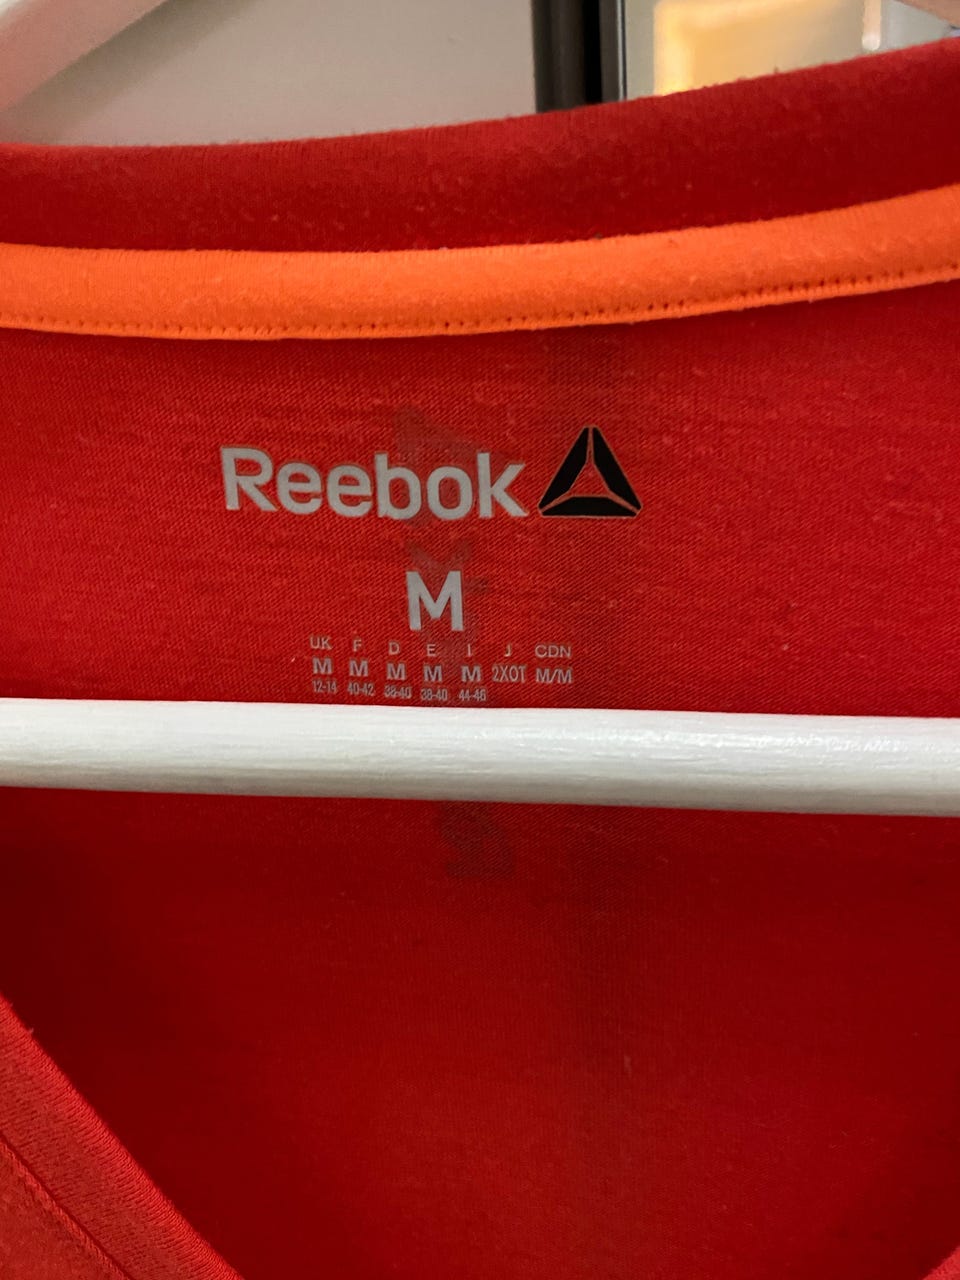 Reebok
M
UK F D E I J CDN
M M M M M 2XOT M/M
12-14 40-42 38-40 38-40 44-46